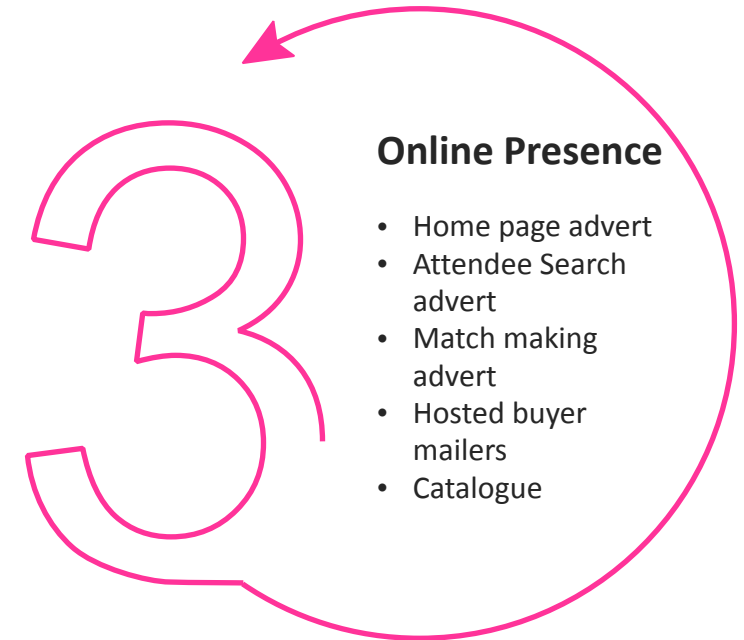 3
Online Presence
• Home page advert
• Attendee Search
advert
• Match making
advert
• Hosted buyer
mailers
• Catalogue